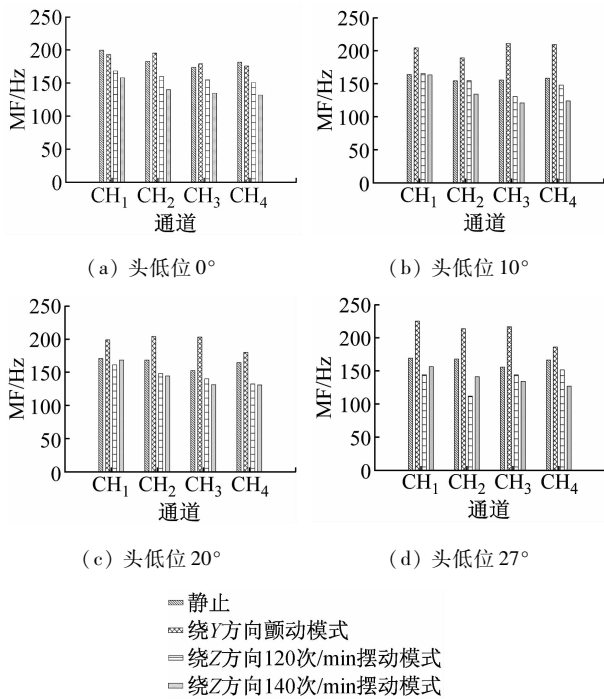 MF/Hz
250
200
150
100
50
0
CH₁ CH₂ CH₃ CH₄
通道
(a) 头低位 0°
MF/Hz
250
200
150
100
50
0
CH₁ CH₂ CH₃ CH₄
通道
(b) 头低位 10°
MF/Hz
250
200
150
100
50
0
CH₁ CH₂ CH₃ CH₄
通道
(c) 头低位 20°
MF/Hz
250
200
150
100
50
0
CH₁ CH₂ CH₃ CH₄
通道
(d) 头低位 27°
静止
绕Y方向颤动模式
绕Z方向120次/min摆动模式
绕Z方向140次/min摆动模式